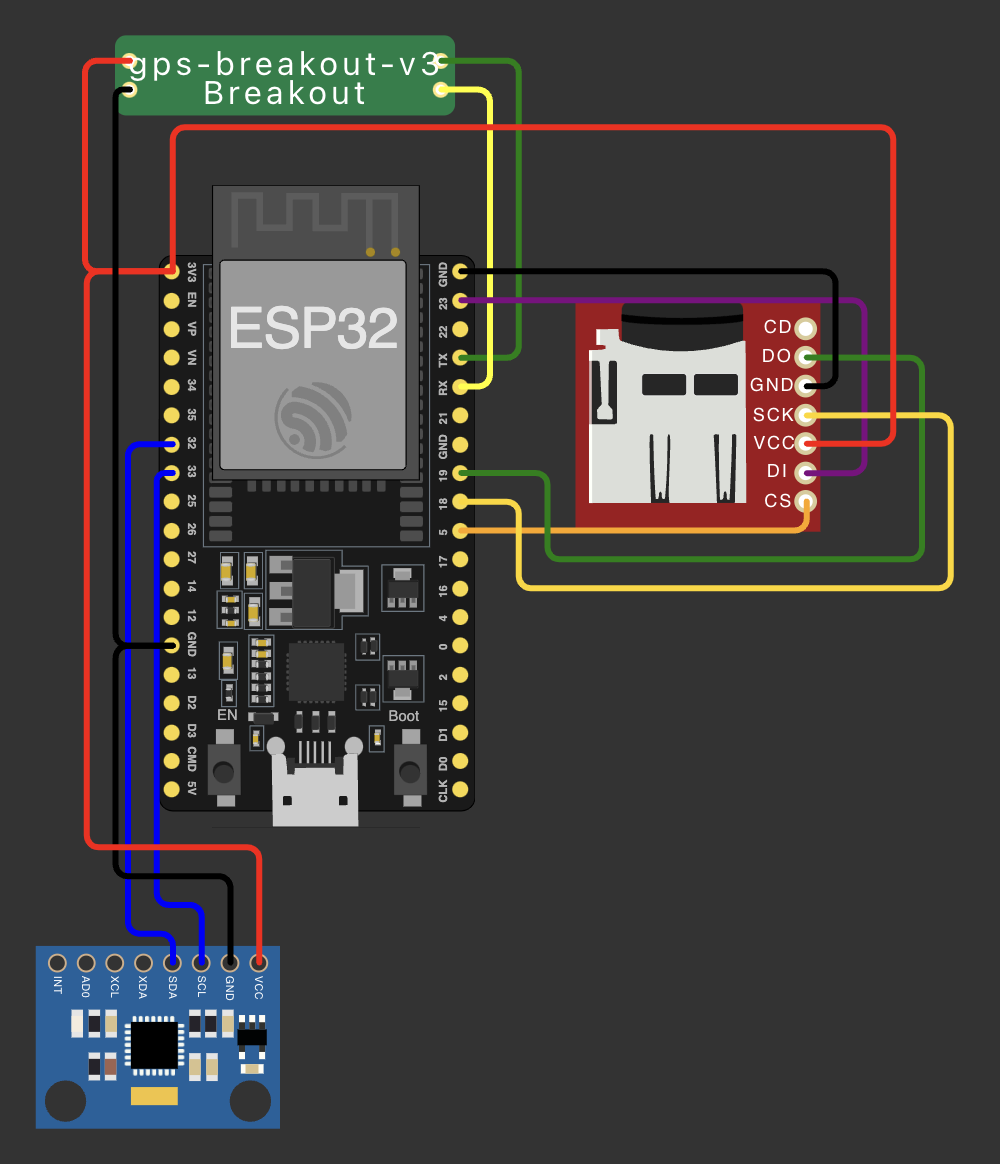 gps-breakout-v3
Breakout
ESP32
3V3
EN
VP
VN
34
35
32
33
25
26
27
14
12
GND
13
D2
D3
CMD
5V
GND
23
22
TX
RX
21
GND
19
18
5
17
16
4
0
2
15
D1
D0
CLK
EN
Boot
CD
DO
GND
SCK
VCC
DI
CS
INT
AD0
XCL
XDA
SDA
SCL
GND
VCC